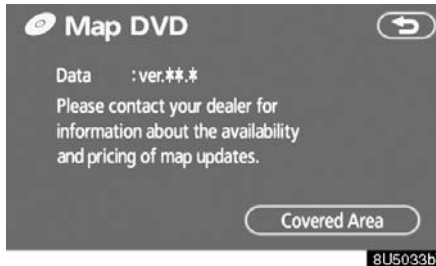 Map DVD
Data : ver.**.*
Please contact your dealer for
information about the availability
and pricing of map updates.
Covered Area
8U5033b